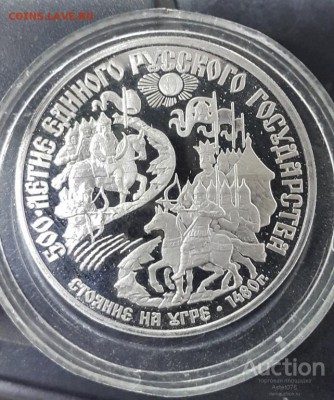 COINS.LAVE.RU
500-ЛЕТИЕ ЕДИНОГО РУССКОГО ГОСУДАРСТВА
СТОЯНИЕ НА УГРЕ • 1480г.
Auction